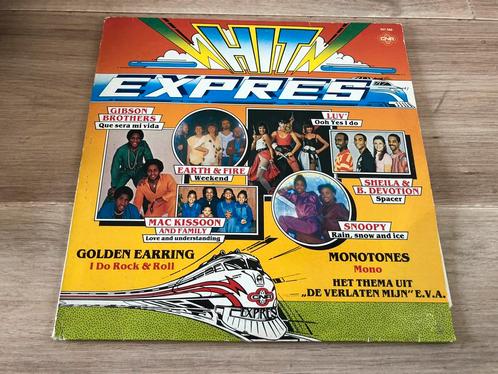 HIT
EXPRES
CNR
GIBSON
BROTHERS
Que sera mi vida
EARTH & FIRE
Weekend
LUV'
Ooh Yes I do
SHEILA &
B. DEVOTION
Spacer
MAC KISSOON
AND FAMILY
Love and understanding
SNOOPY
Rain, snow and ice
GOLDEN EARRING
I Do Rock & Roll
MONOTONES
Mono
HET THEMA UIT
„DE VERLATEN MIJN" E.V.A.
CNR
EXPRES